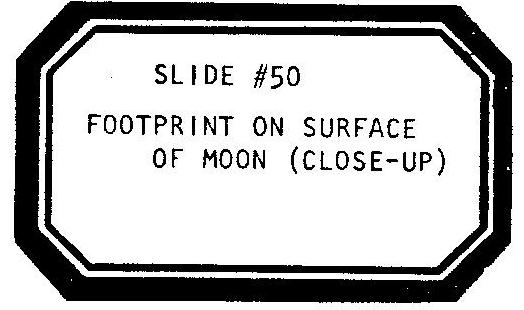 SLIDE #50
FOOTPRINT ON SURFACE
OF MOON (CLOSE-UP)